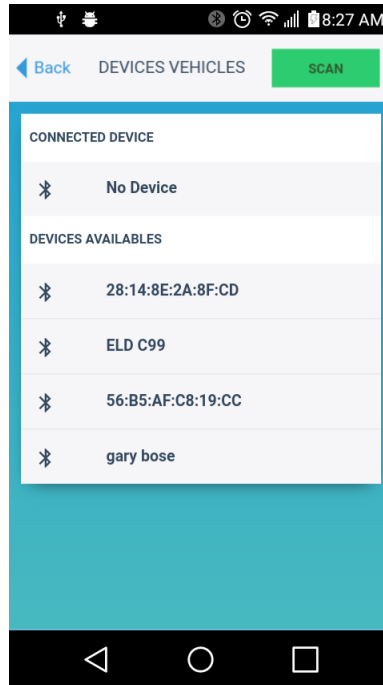 8:27 AM
Back DEVICES VEHICLES SCAN
CONNECTED DEVICE
No Device
DEVICES AVAILABLES
28:14:8E:2A:8F:CD
ELD C99
56:B5:AF:C8:19:CC
gary bose